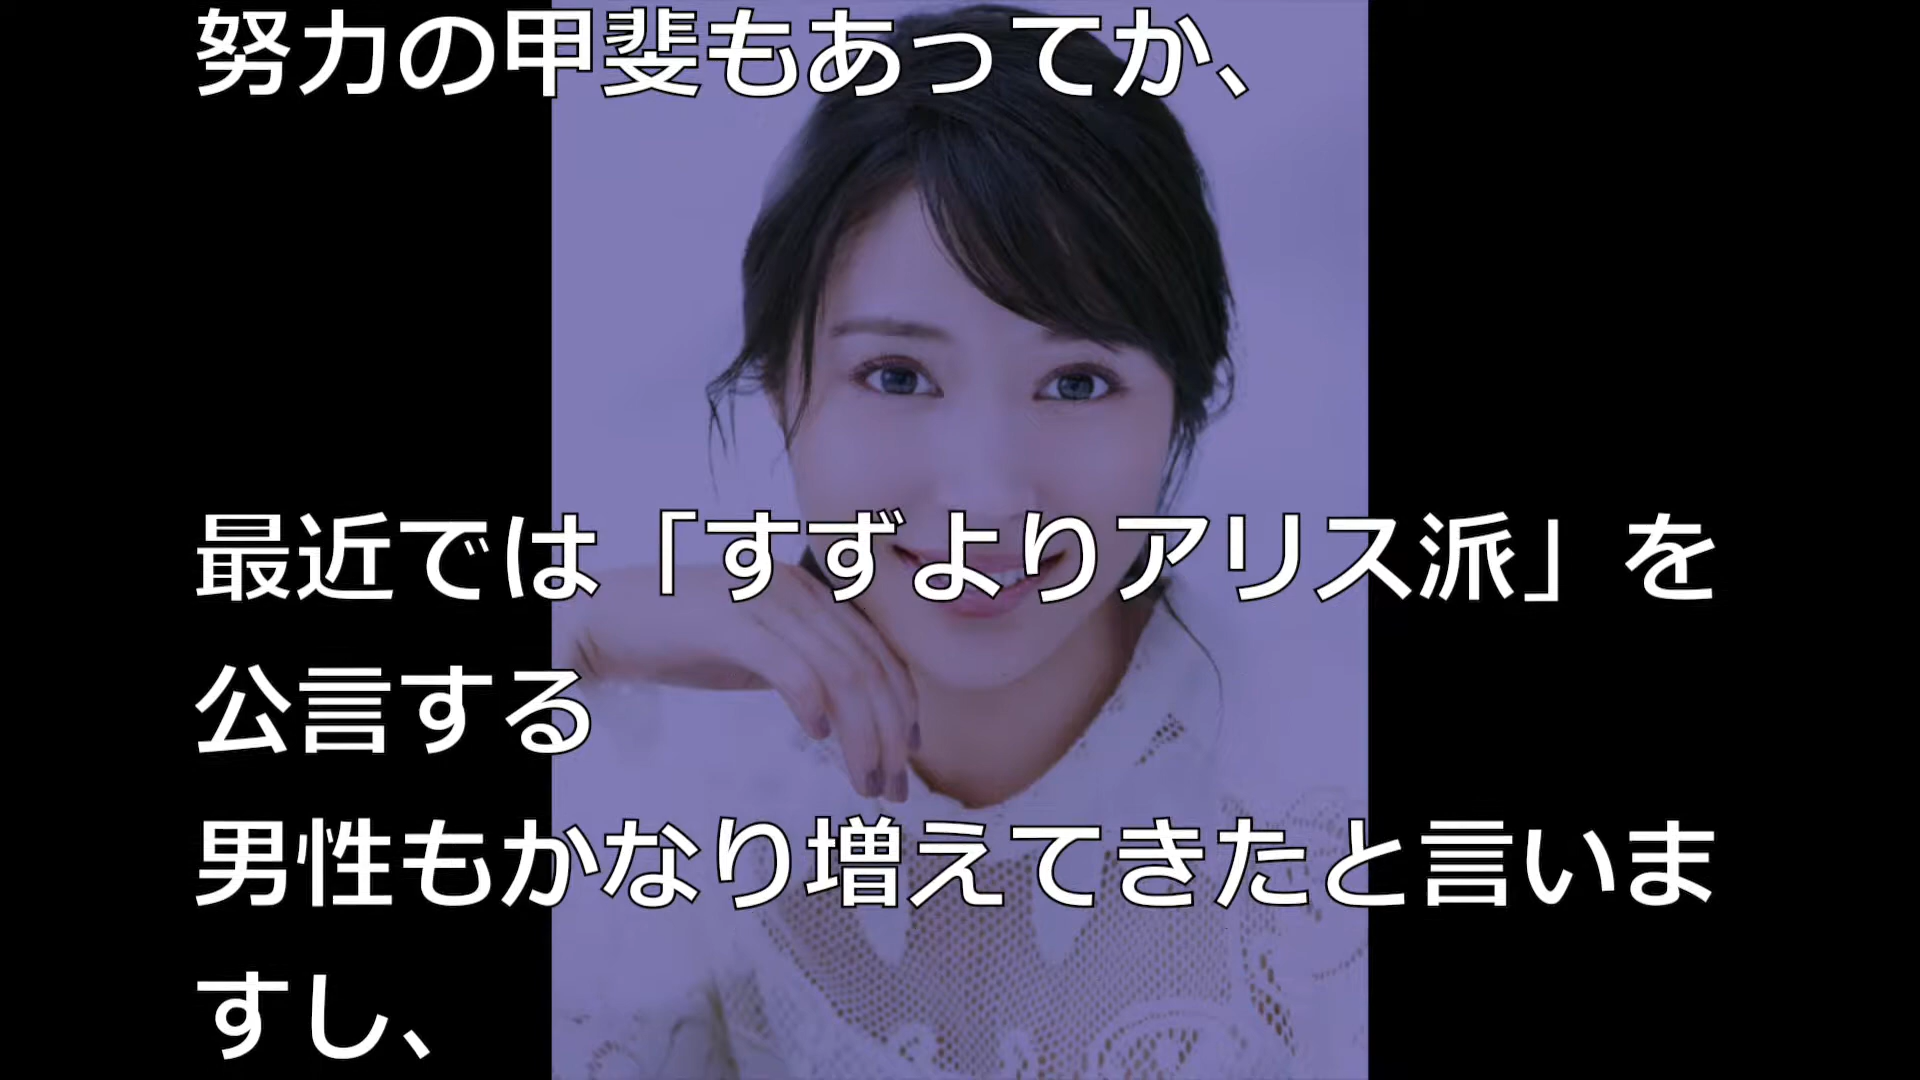 努力の甲斐もあってか、
最近では「すずよりアリス派」を
公言する
男性もかなり増えてきたと言いま
すし、